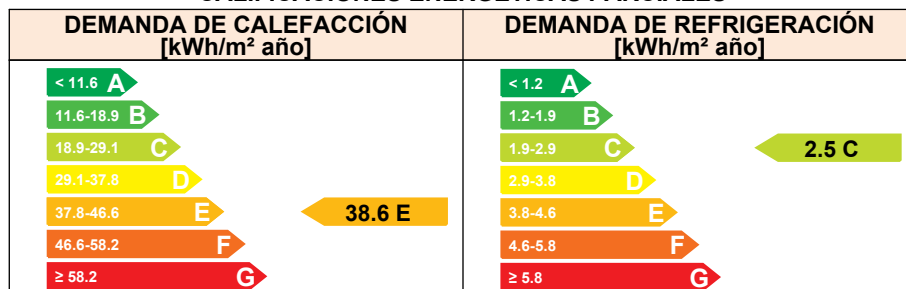 DEMANDA DE CALEFACCIÓN
[kWh/m² año]
< 11.6 A
11.6-18.9 B
18.9-29.1 C
29.1-37.8 D
37.8-46.6 E
46.6-58.2 F
≥ 58.2 G
38.6 E
DEMANDA DE REFRIGERACIÓN
[kWh/m² año]
< 1.2 A
1.2-1.9 B
1.9-2.9 C
2.9-3.8 D
3.8-4.6 E
4.6-5.8 F
≥ 5.8 G
2.5 C